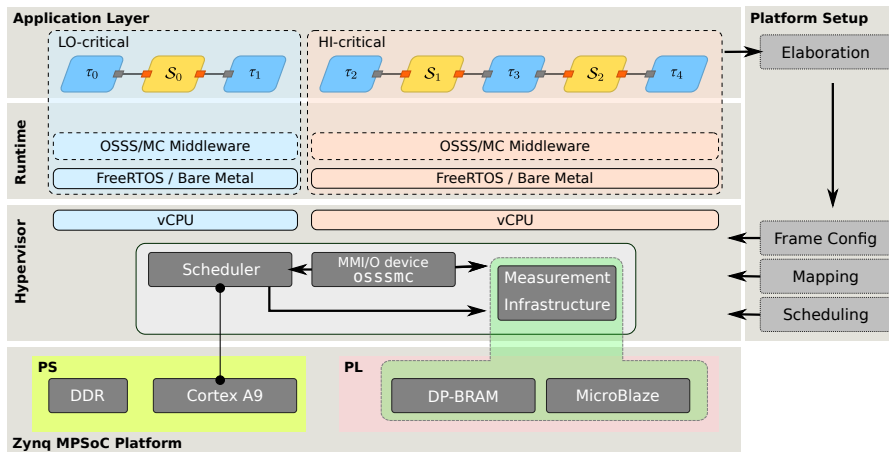 Application Layer
Platform Setup
LO-critical
HI-critical
τ0
S0
τ1
τ2
S1
τ3
S2
τ4
Elaboration
Runtime
OSSS/MC Middleware
OSSS/MC Middleware
FreeRTOS / Bare Metal
FreeRTOS / Bare Metal
Hypervisor
vCPU
vCPU
Frame Config
Scheduler
MMI/O device
osssmc
Measurement
Infrastructure
Mapping
Scheduling
PS
PL
DDR
Cortex A9
DP-BRAM
MicroBlaze
Zynq MPSoC Platform